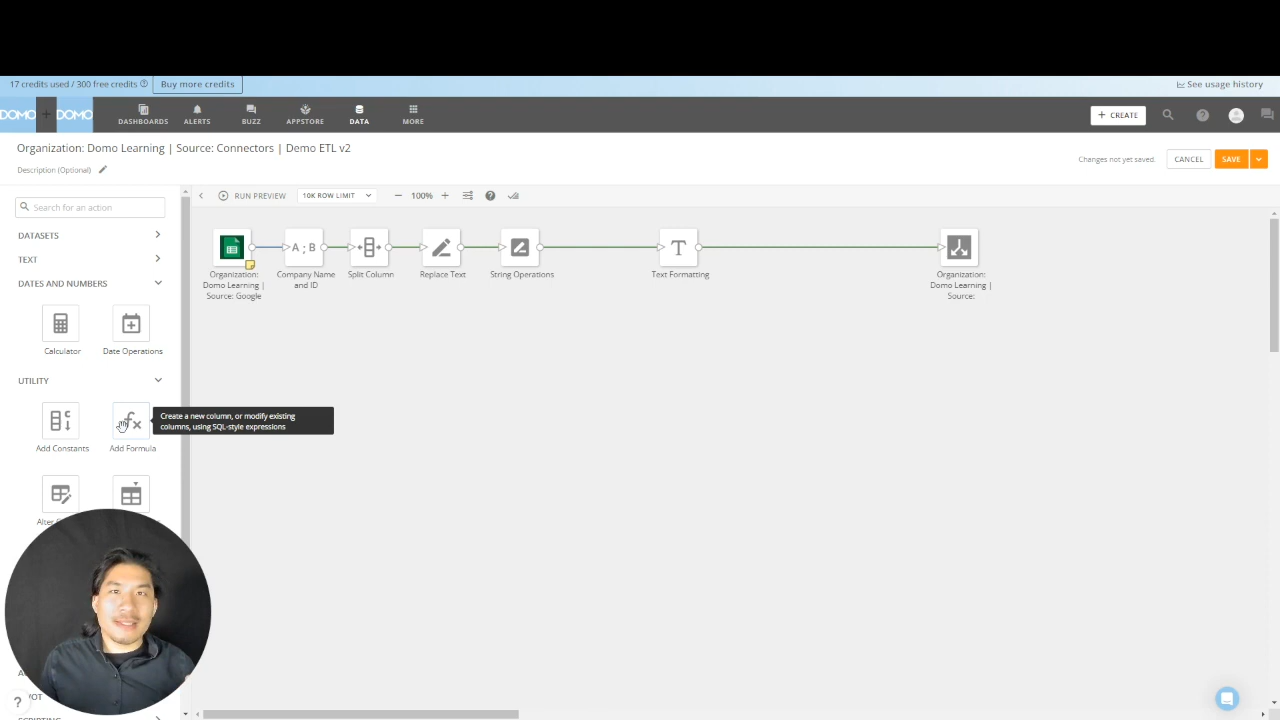 17 credits used / 300 free credits
Buy more credits
See usage history
DOMO + DOMO
DASHBOARDS
ALERTS
BUZZ
APPSTORE
DATA
MORE
+ CREATE
Organization: Domo Learning | Source: Connectors | Demo ETL v2
Description (Optional)
Changes not yet saved.
CANCEL
SAVE
Search for an action
RUN PREVIEW
10K ROW LIMIT
100%
DATASETS
TEXT
DATES AND NUMBERS
Calculator
Date Operations
UTILITY
Add Constants
Add Formula
Create a new column, or modify existing
columns, using SQL-style expressions
A ; B
T
Organization:
Domo Learning |
Source: Google
Company Name
and ID
Split Column
Replace Text
String Operations
Text Formatting
Organization:
Domo Learning |
Source: